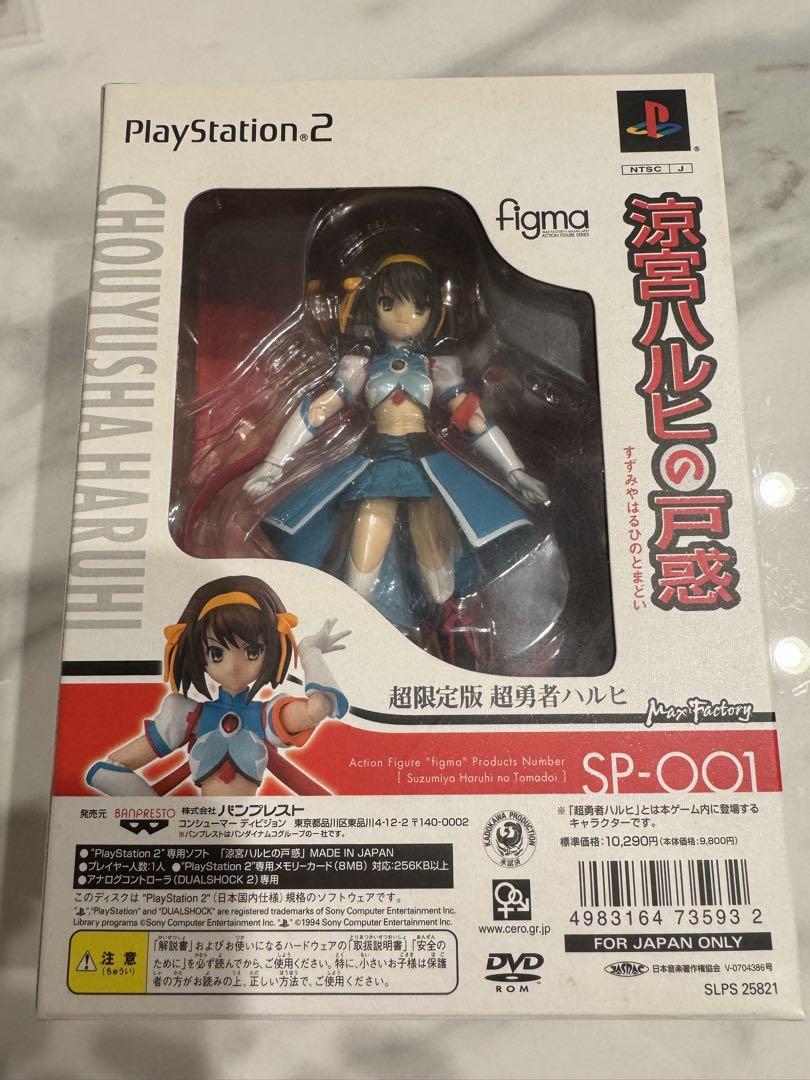 PlayStation®2
NTSC J
figma
MAX FACTORY + MASAKI APSY
ACTION FIGURE SERIES
CHOUYUSHA HARUHI
涼宮ハルヒの戸惑
すずみやはるひのとまどい
超限定版 超勇者ハルヒ
Max Factory
Action Figure "figma" Products Number
[ Suzumiya Haruhi no Tomadoi ]
SP-001
発売元 BANPRESTO 株式会社 バンプレスト
コンシューマー ディビジョン 東京都品川区東品川4-12-2 〒140-0002
※バンプレストはバンダイナムコグループの一社です。
●"PlayStation 2"専用ソフト 「涼宮ハルヒの戸惑」 MADE IN JAPAN
●プレイヤー人数:1人 ●"PlayStation 2"専用メモリーカード(8MB) 対応:256KB以上
●アナログコントローラ(DUALSHOCK 2)専用
このディスクは "PlayStation 2" (日本国内仕様) 規格のソフトウェアです。
"PlayStation" and "DUALSHOCK" are registered trademarks of Sony Computer Entertainment Inc.
Library programs ©Sony Computer Entertainment Inc. ©1994 Sony Computer Entertainment Inc.
注意
(ちゅうい)
「解説書」およびお使いになるハードウェアの「取扱説明書」「安全の
ために」を必ず読んでから、ご使用ください。特に、小さいお子様は保護
者の方がお読みの上、正しい方法で、ご使用ください。
KADOKAWA PRODUCTION
承認済
www.cero.gr.jp
DVD
ROM
※「超勇者ハルヒ」とは本ゲーム内に登場する
キャラクターです。
標準価格:10,290円(本体価格:9,800円)
4983164 73593 2
FOR JAPAN ONLY
JASRAC 日本音楽著作権協会 V-0704386号
SLPS 25821